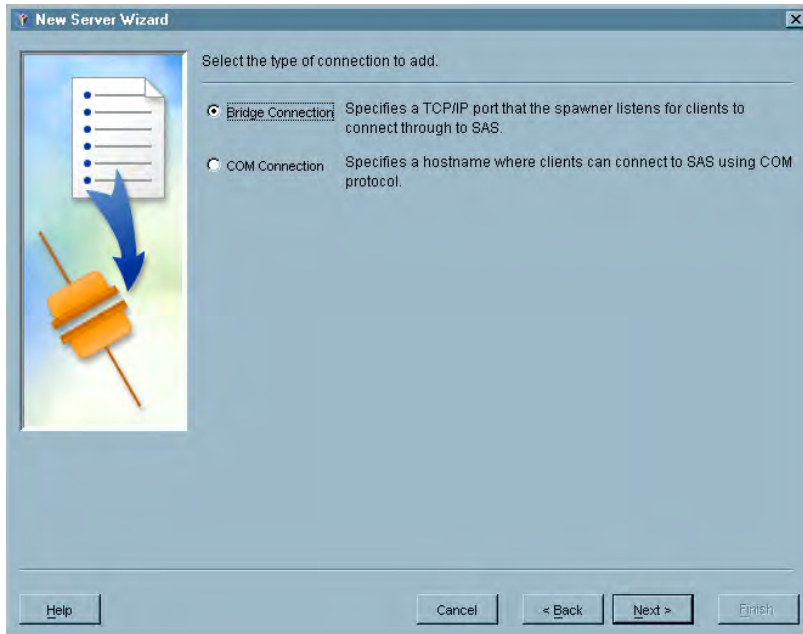 New Server Wizard
Select the type of connection to add.
Bridge Connection Specifies a TCP/IP port that the spawner listens for clients to
connect through to SAS.
COM Connection Specifies a hostname where clients can connect to SAS using COM
protocol.
Help Cancel < Back Next > Finish